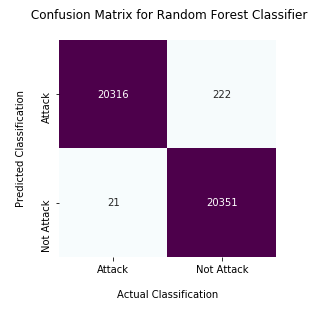 Confusion Matrix for Random Forest Classifier
Predicted Classification
Attack
20316
222
Not Attack
21
20351
Attack
Not Attack
Actual Classification